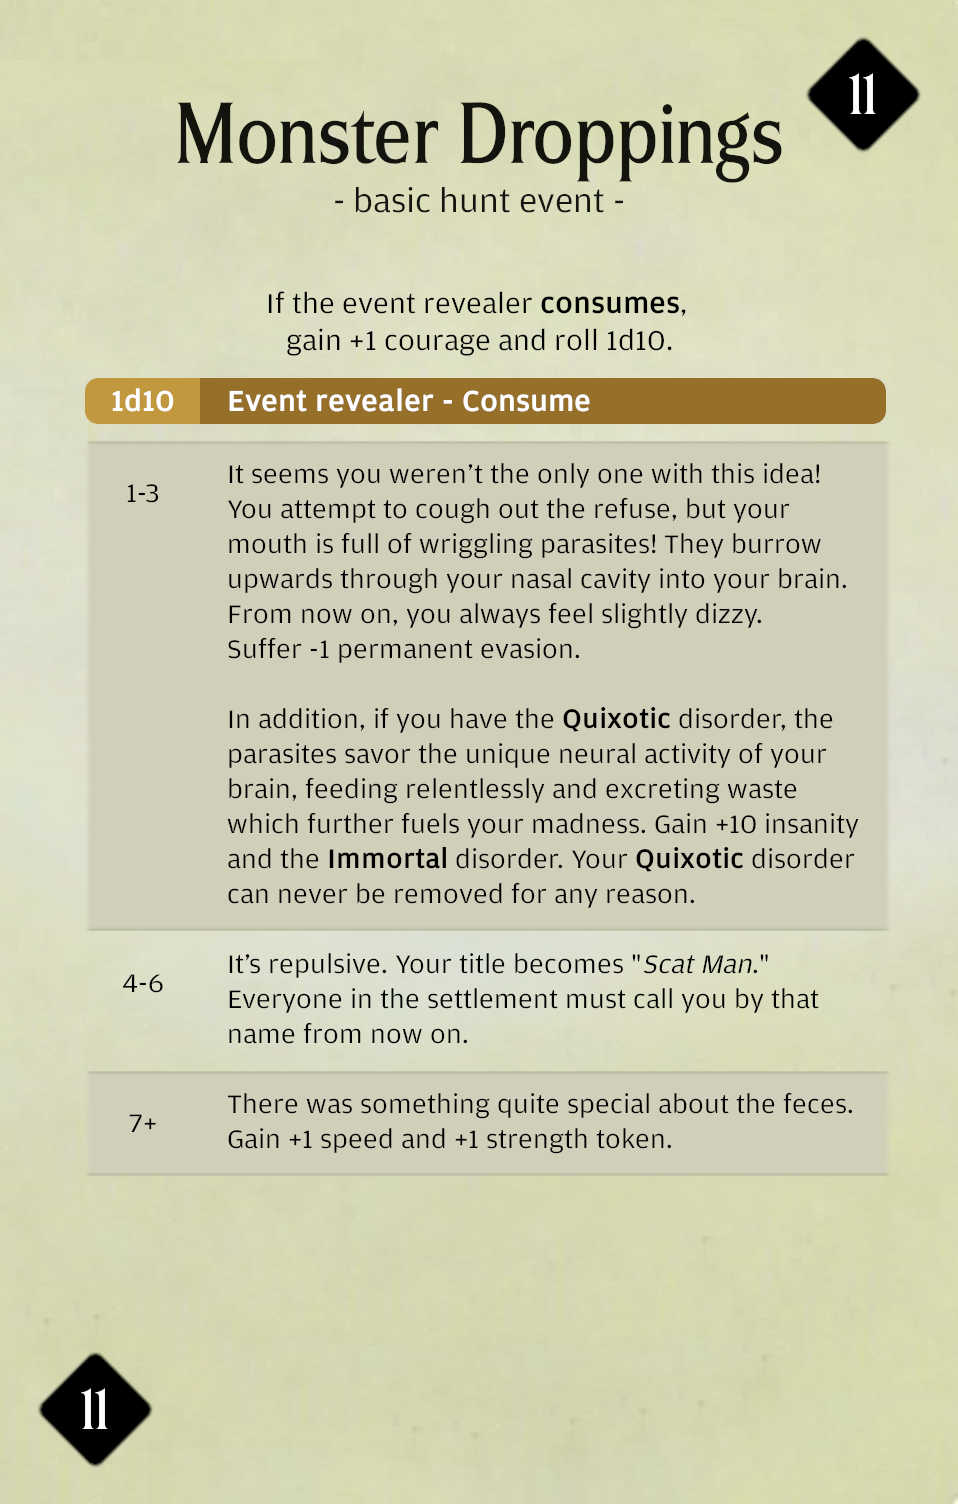 11
Monster Droppings
- basic hunt event -
If the event revealer consumes,
gain +1 courage and roll 1d10.
1d10 Event revealer - Consume
1-3
It seems you weren’t the only one with this idea!
You attempt to cough out the refuse, but your
mouth is full of wriggling parasites! They burrow
upwards through your nasal cavity into your brain.
From now on, you always feel slightly dizzy.
Suffer -1 permanent evasion.
In addition, if you have the Quixotic disorder, the
parasites savor the unique neural activity of your
brain, feeding relentlessly and excreting waste
which further fuels your madness. Gain +10 insanity
and the Immortal disorder. Your Quixotic disorder
can never be removed for any reason.
4-6
It’s repulsive. Your title becomes "Scat Man."
Everyone in the settlement must call you by that
name from now on.
7+
There was something quite special about the feces.
Gain +1 speed and +1 strength token.
11